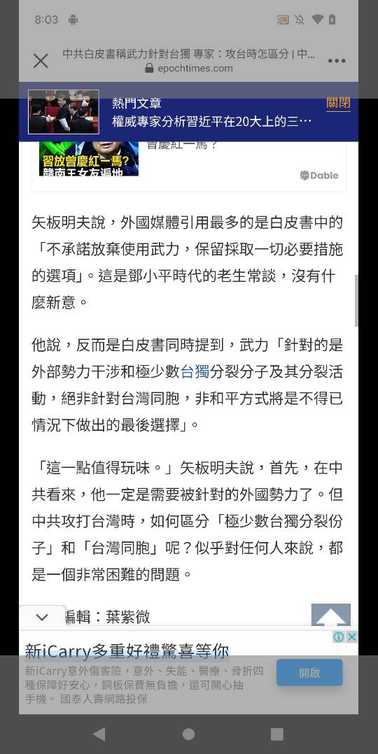 8:03
中共白皮書稱武力針對台獨 專家：攻台時怎區分 | 中...
epochtimes.com
熱門文章
關閉
權威專家分析習近平在20大上的三…
習放曾慶紅一馬?
曾慶紅一馬？
贛南王女友遍地
Dable
矢板明夫說，外國媒體引用最多的是白皮書中的
「不承諾放棄使用武力，保留採取一切必要措施
的選項」。這是鄧小平時代的老生常談，沒有什
麼新意。
他說，反而是白皮書同時提到，武力「針對的是
外部勢力干涉和極少數台獨分裂分子及其分裂活
動，絕非針對台灣同胞，非和平方式將是不得已
情況下做出的最後選擇」。
「這一點值得玩味。」矢板明夫說，首先，在中
共看來，他一定是需要被針對的外國勢力了。但
中共攻打台灣時，如何區分「極少數台獨分裂份
子」和「台灣同胞」呢？似乎對任何人來說，都
是一個非常困難的問題。
編輯：葉紫微
新iCarry多重好禮驚喜等你
新iCarry意外傷害險，意外、失能、醫療、骨折四
種保障好安心，銅板保費無負擔，還可開心抽
手機。 國泰人壽網路投保
開啟